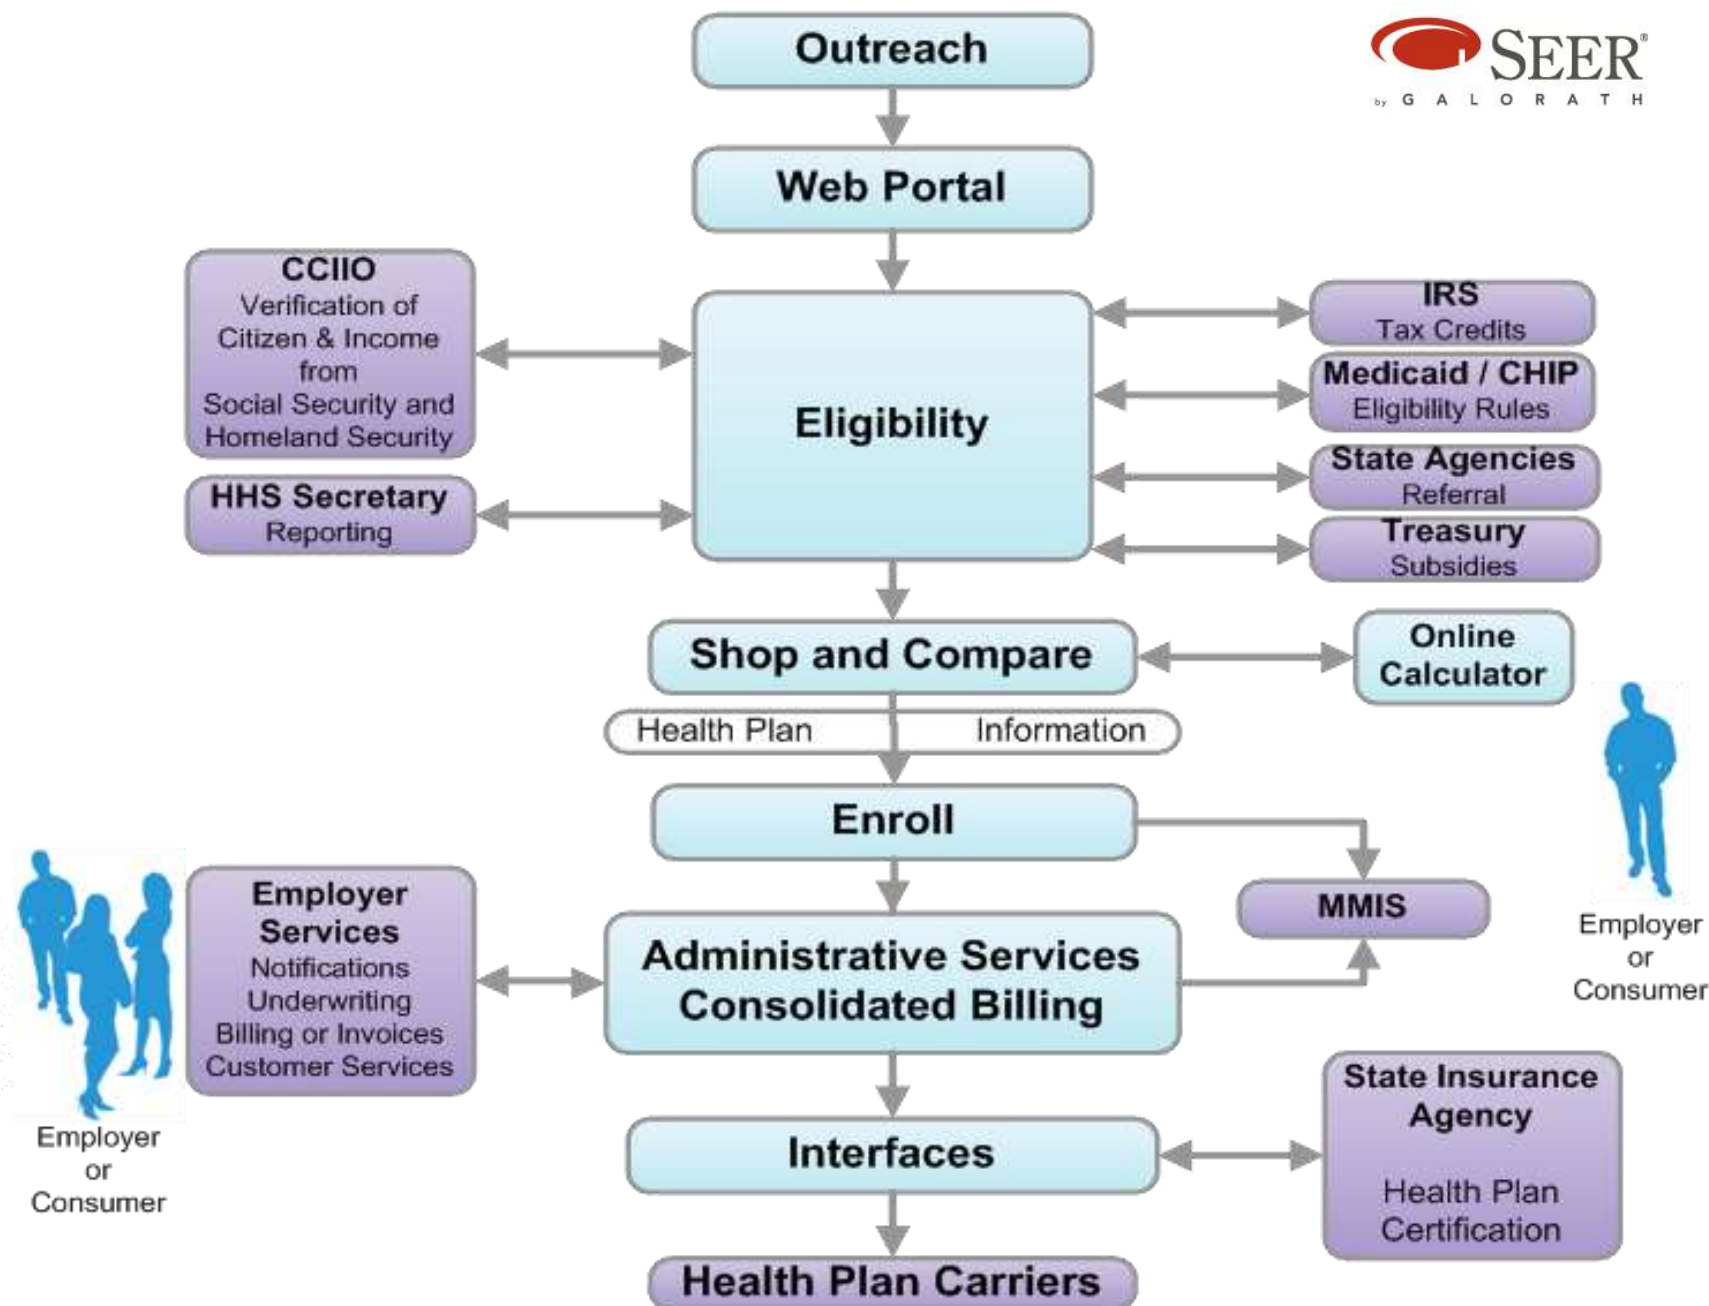 Outreach
SEER®
by GALORATH
Web Portal
CCIIO
Verification of
Citizen & Income
from
Social Security and
Homeland Security
HHS Secretary
Reporting
Eligibility
IRS
Tax Credits
Medicaid / CHIP
Eligibility Rules
State Agencies
Referral
Treasury
Subsidies
Shop and Compare
Online
Calculator
Health Plan Information
Enroll
MMIS
Employer
or
Consumer
Employer
Services
Notifications
Underwriting
Billing or Invoices
Customer Services
Employer
or
Consumer
Administrative Services
Consolidated Billing
Interfaces
State Insurance
Agency
Health Plan
Certification
Health Plan Carriers